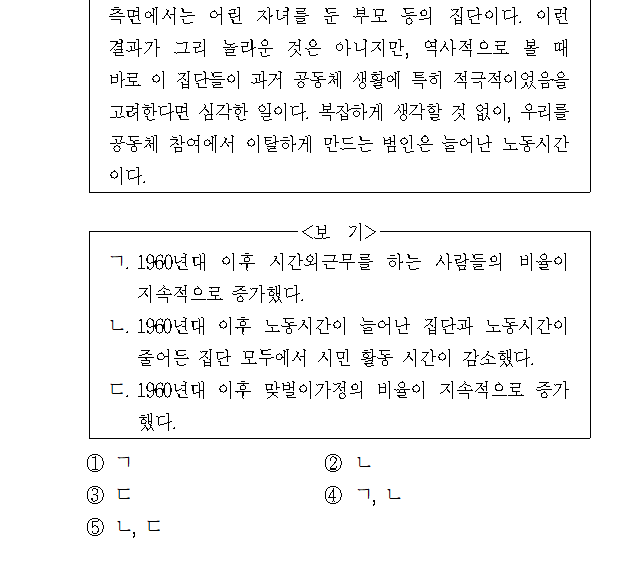 측면에서는 어린 자녀를 둔 부모 등의 집단이다. 이런
결과가 그리 놀라운 것은 아니지만, 역사적으로 볼 때
바로 이 집단들이 과거 공동체 생활에 특히 적극적이었음을
고려한다면 심각한 일이다. 복잡하게 생각할 것 없이, 우리를
공동체 참여에서 이탈하게 만드는 범인은 늘어난 노동시간
이다.
<보 기>
ㄱ. 1960년대 이후 시간외근무를 하는 사람들의 비율이
지속적으로 증가했다.
ㄴ. 1960년대 이후 노동시간이 늘어난 집단과 노동시간이
줄어든 집단 모두에서 시민 활동 시간이 감소했다.
ㄷ. 1960년대 이후 맞벌이가정의 비율이 지속적으로 증가
했다.
① ㄱ ② ㄴ
③ ㄷ ④ ㄱ, ㄴ
⑤ ㄴ, ㄷ